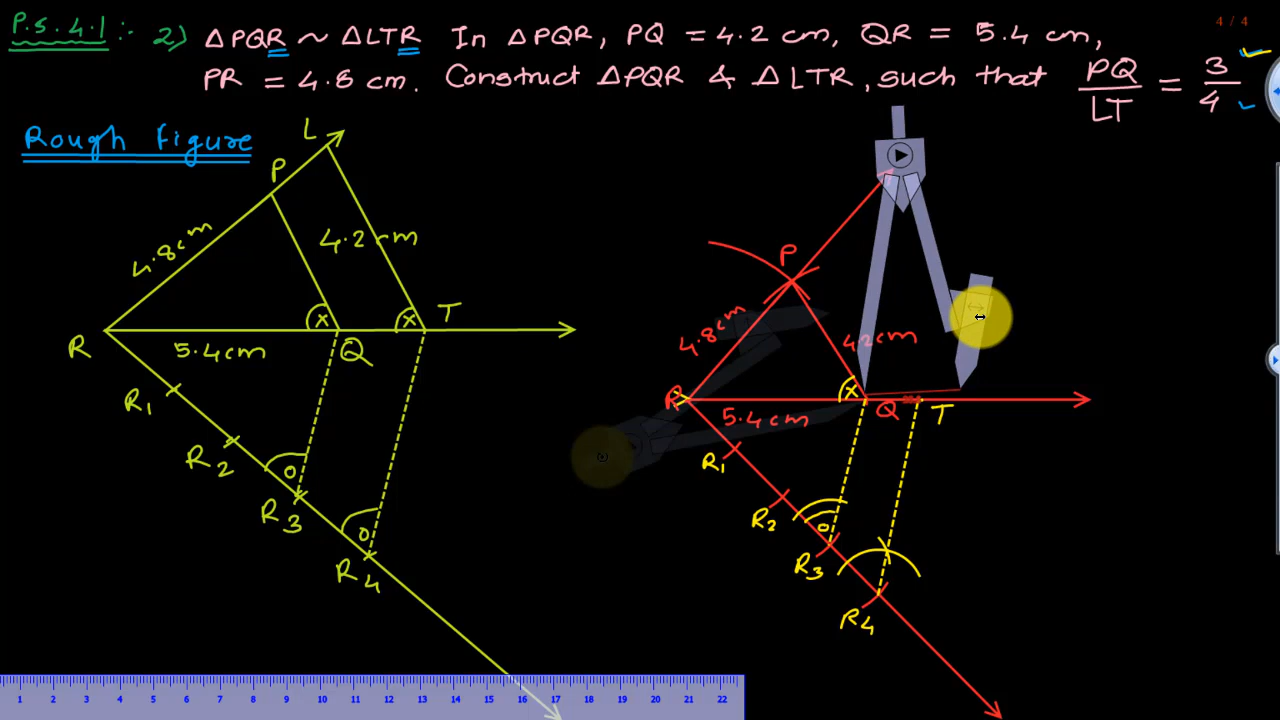 P.S. 4.1 :- 2) ΔPQR ~ ΔLTR In ΔPQR, PQ = 4.2 cm, QR = 5.4 cm,
PR = 4.8 cm. Construct ΔPQR & ΔLTR, such that PQ/LT = 3/4
4 / 4
Rough Figure
L
P
4.8cm
4.2 cm
x
x
T
R
5.4cm
Q
R1
R2
O
R3
O
R4
P
4.8cm
4.2cm
x
R
5.4cm
Q
T
R1
R2
O
R3
R4
1 2 3 4 5 6 7 8 9 10 11 12 13 14 15 16 17 18 19 20 21 22